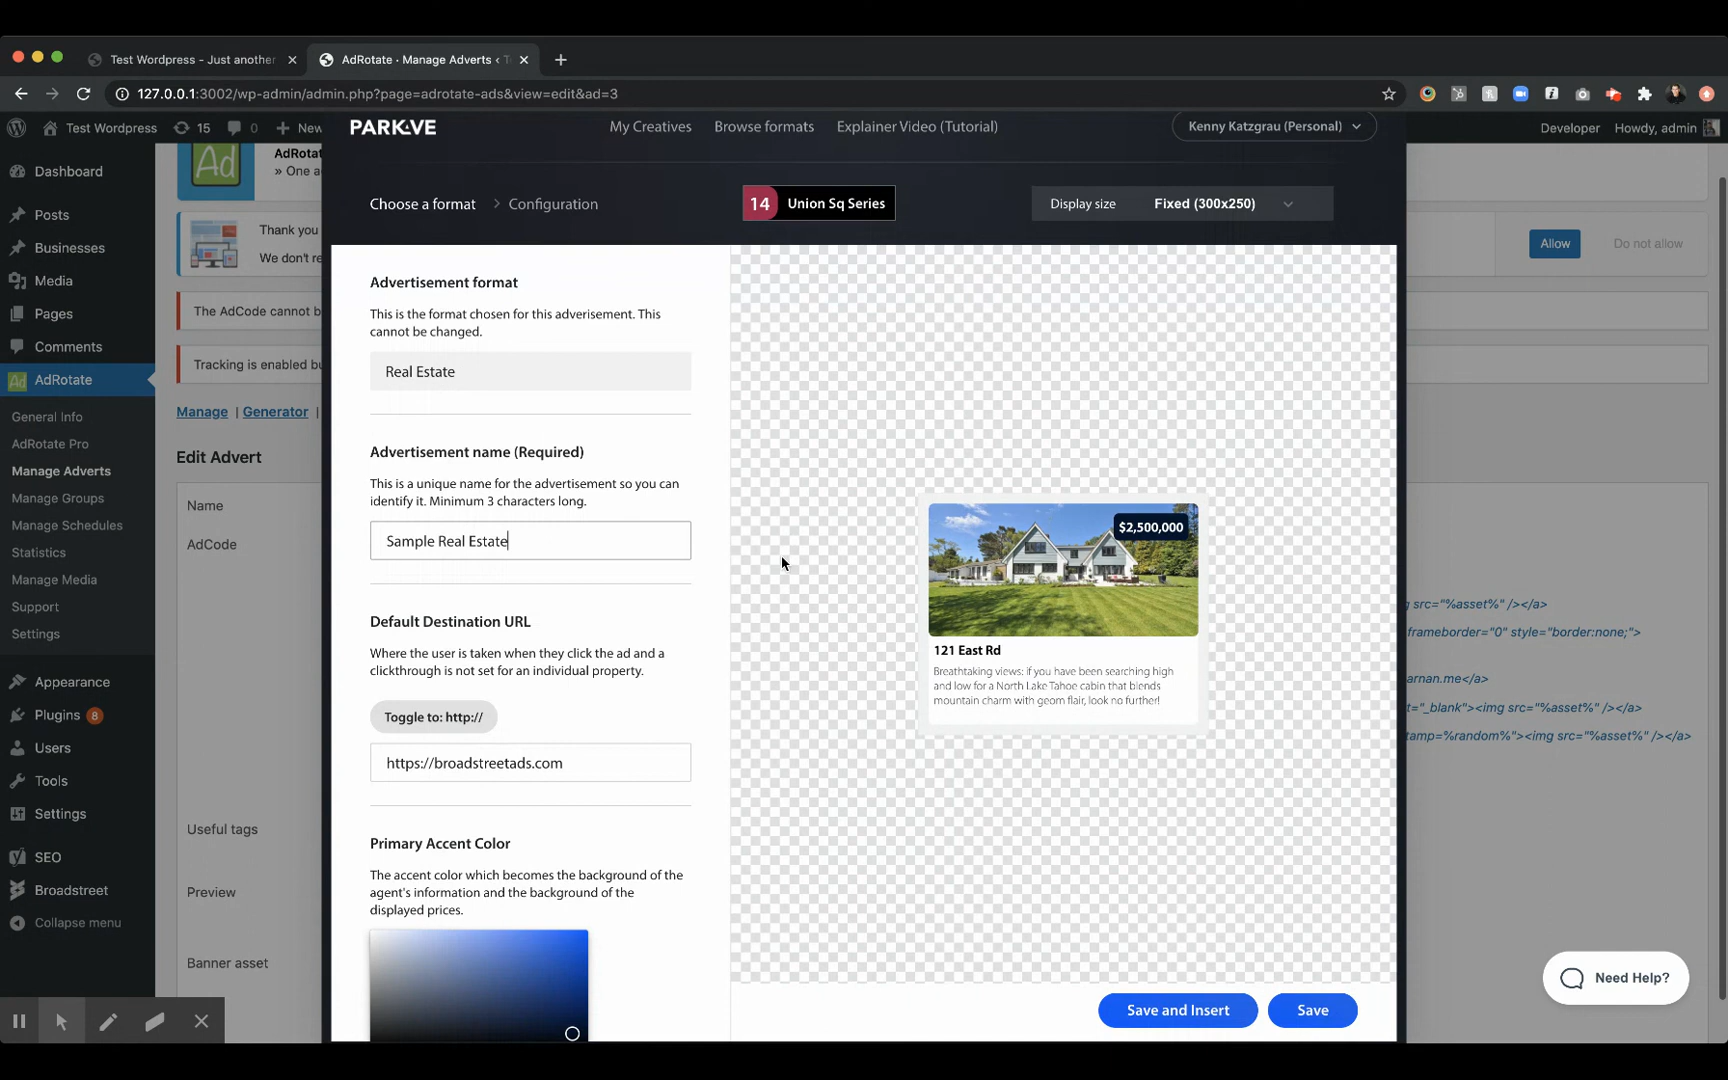 Test Wordpress - Just another
AdRotate · Manage Adverts ‹ T
127.0.0.1:3002/wp-admin/admin.php?page=adrotate-ads&view=edit&ad=3
Test Wordpress
15
New
Developer
Howdy, admin
PARKAVE
My Creatives
Browse formats
Explainer Video (Tutorial)
Kenny Katzgrau (Personal)
Choose a format
Configuration
14 Union Sq Series
Display size
Fixed (300x250)
Dashboard
Posts
Businesses
Media
Pages
Comments
AdRotate
General Info
AdRotate Pro
Manage Adverts
Manage Groups
Manage Schedules
Statistics
Manage Media
Support
Settings
Appearance
Plugins 8
Users
Tools
Settings
SEO
Broadstreet
Collapse menu
Ad
AdRotat
» One a
Thank you
We don't re
The AdCode cannot b
Tracking is enabled bu
Manage | Generator |
Edit Advert
Name
AdCode
Useful tags
Preview
Banner asset
Advertisement format
This is the format chosen for this adverisement. This
cannot be changed.
Real Estate
Advertisement name (Required)
This is a unique name for the advertisement so you can
identify it. Minimum 3 characters long.
Sample Real Estate
Default Destination URL
Where the user is taken when they click the ad and a
clickthrough is not set for an individual property.
Toggle to: http://
https://broadstreetads.com
Primary Accent Color
The accent color which becomes the background of the
agent's information and the background of the
displayed prices.
$2,500,000
121 East Rd
Breathtaking views: if you have been searching high
and low for a North Lake Tahoe cabin that blends
mountain charm with geom flair, look no further!
Save and Insert
Save
Allow
Do not allow
g src="%asset%" /></a>
frameborder="0" style="border:none;">
arnan.me</a>
t="_blank"><img src="%asset%" /></a>
tamp=%random%"><img src="%asset%" /></a>
Need Help?